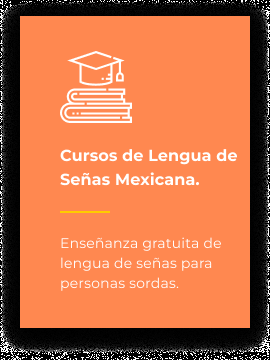 Cursos de Lengua de
Señas Mexicana.
Enseñanza gratuita de
lengua de señas para
personas sordas.